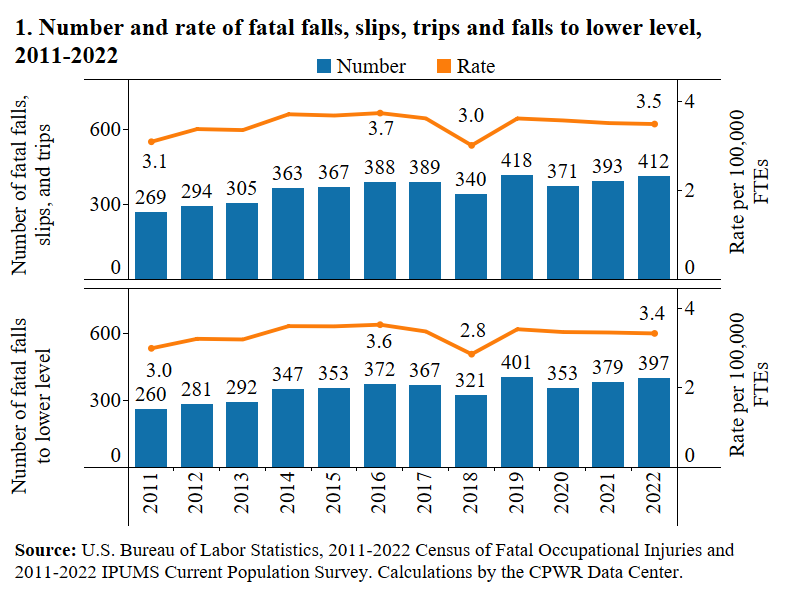 1. Number and rate of fatal falls, slips, trips and falls to lower level,
2011-2022
Number Rate
Number of fatal falls,
slips, and trips
600
300
0
3.1
3.7
3.0
3.5
269 294 305 363 367 388 389 340 418 371 393 412
4
2
0
Rate per 100,000
FTEs
Number of fatal falls
to lower level
600
300
0
3.0
3.6
2.8
3.4
260 281 292 347 353 372 367 321 401 353 379 397
4
2
0
Rate per 100,000
FTEs
2011 2012 2013 2014 2015 2016 2017 2018 2019 2020 2021 2022
Source: U.S. Bureau of Labor Statistics, 2011-2022 Census of Fatal Occupational Injuries and
2011-2022 IPUMS Current Population Survey. Calculations by the CPWR Data Center.